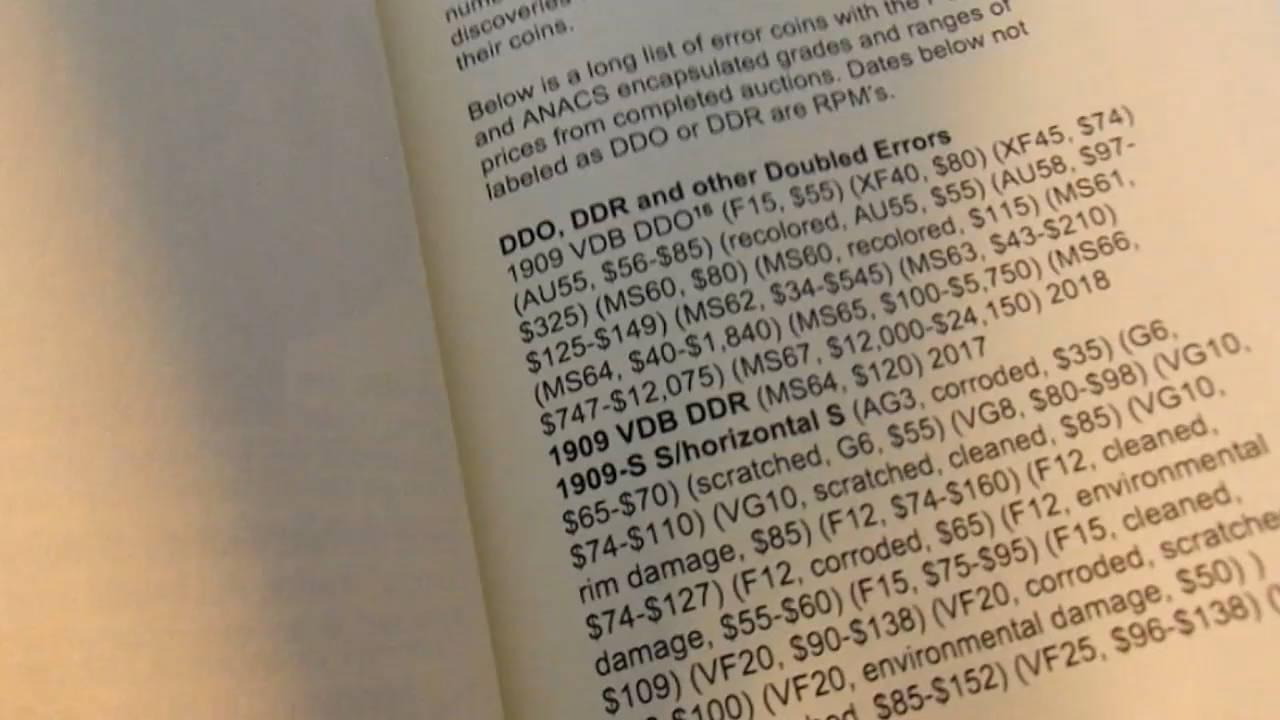 discoveries
their coins.
Below is a long list of error coins with the
and ANACS encapsulated grades and ranges of
prices from completed auctions. Dates below not
labeled as DDO or DDR are RPM's.
DDO, DDR and other Doubled Errors
1909 VDB DDO¹⁶ (F15, $55) (XF40, $80) (XF45, $74)
(AU55, $56-$85) (recolored, AU55, $55) (AU58, $97-
$325) (MS60, $80) (MS60, recolored, $115) (MS61,
$125-$149) (MS62, $34-$545) (MS63, $43-$210)
(MS64, $40-$1,840) (MS65, $100-$5,750) (MS66,
$747-$12,075) (MS67, $12,000-$24,150) 2018
1909 VDB DDR (MS64, $120) 2017
1909-S S/horizontal S (AG3, corroded, $35) (G6,
$65-$70) (scratched, G6, $55) (VG8, $80-$98) (VG10,
$74-$110) (VG10, scratched, cleaned, $85) (VG10,
rim damage, $85) (F12, $74-$160) (F12, cleaned,
$74-$127) (F12, corroded, $65) (F12, environmental
damage, $55-$60) (F15, $75-$95) (F15, cleaned,
$109) (VF20, $90-$138) (VF20, corroded, scratche
$100) (VF20, environmental damage, $50) )
$85-$152) (VF25, $96-$138) (